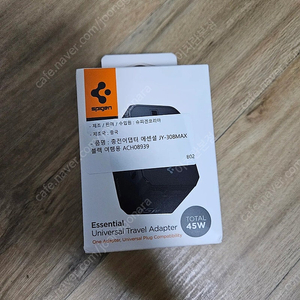 spigen
제조 / 판매 / 수입원 : 슈피겐코리아
제조국 : 중국
품명 : 충전어댑터 에센셜 JY-308MAX
블랙 여행용 ACH08939
E02
Essential
Universal Travel Adapter
One Adapter, Universal Plug Compatibility
TOTAL
45W